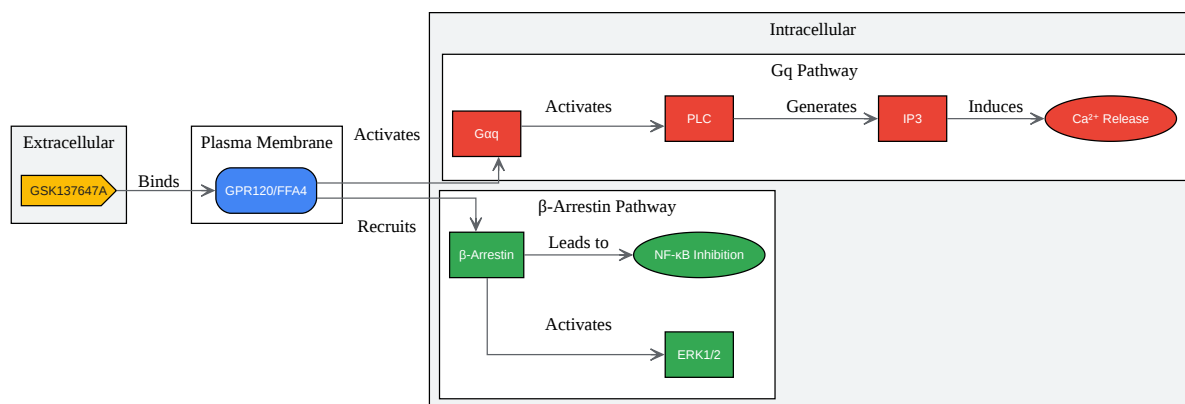 Intracellular
Gq Pathway
Activates
Generates
Induces
Gαq
PLC
IP3
Ca²⁺ Release
Extracellular
Plasma Membrane
Activates
GSK137647A
Binds
GPR120/FFA4
Recruits
β-Arrestin Pathway
β-Arrestin
Leads to
NF-κB Inhibition
Activates
ERK1/2